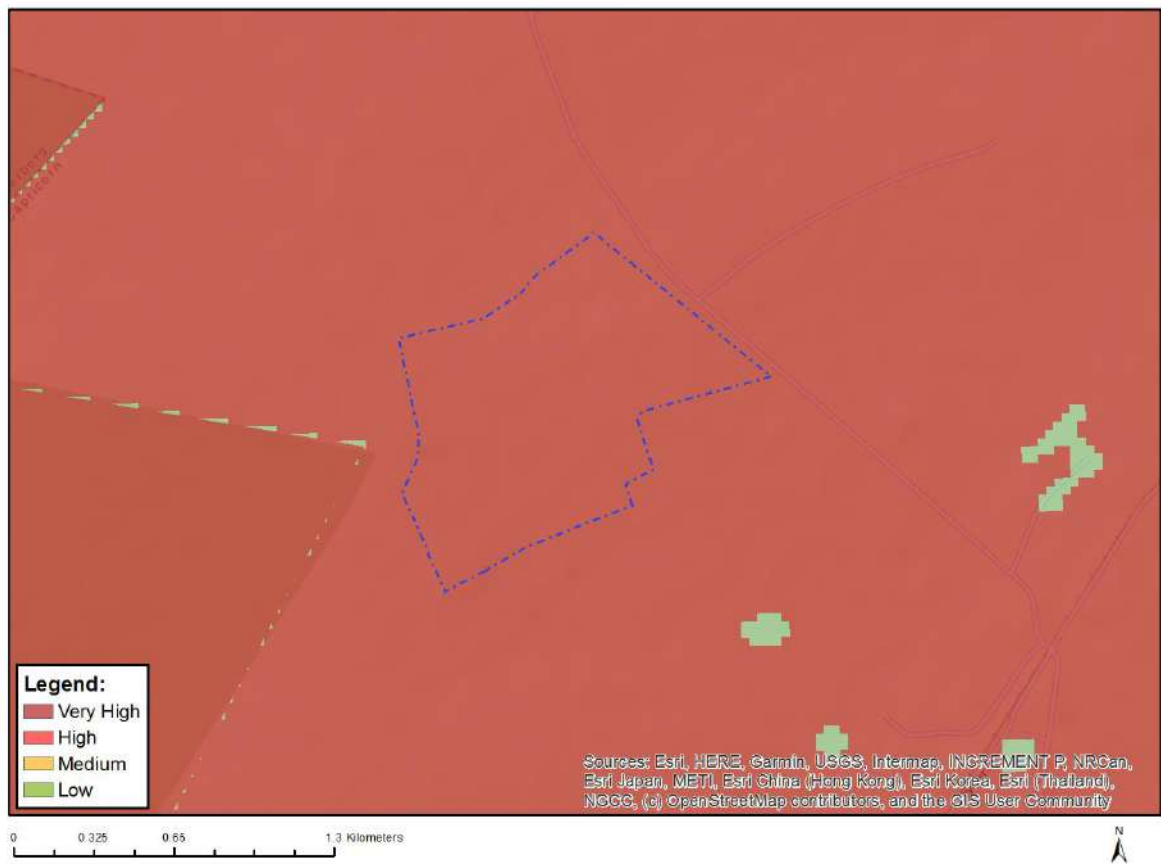 Legend:
Very High
High
Medium
Low
Sources: Esri, HERE, Garmin, USGS, Intermap, INCREMENT P, NRCan,
Esri Japan, METI, Esri China (Hong Kong), Esri Korea, Esri (Thailand),
NGCC, (c) OpenStreetMap contributors, and the GIS User Community
0 0.325 0.65 1.3 Kilometers
N